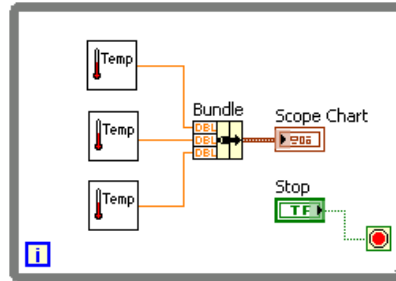 Temp
Bundle
DBL
Temp
DBL
Scope Chart
DBL
Temp
Stop
TF
i